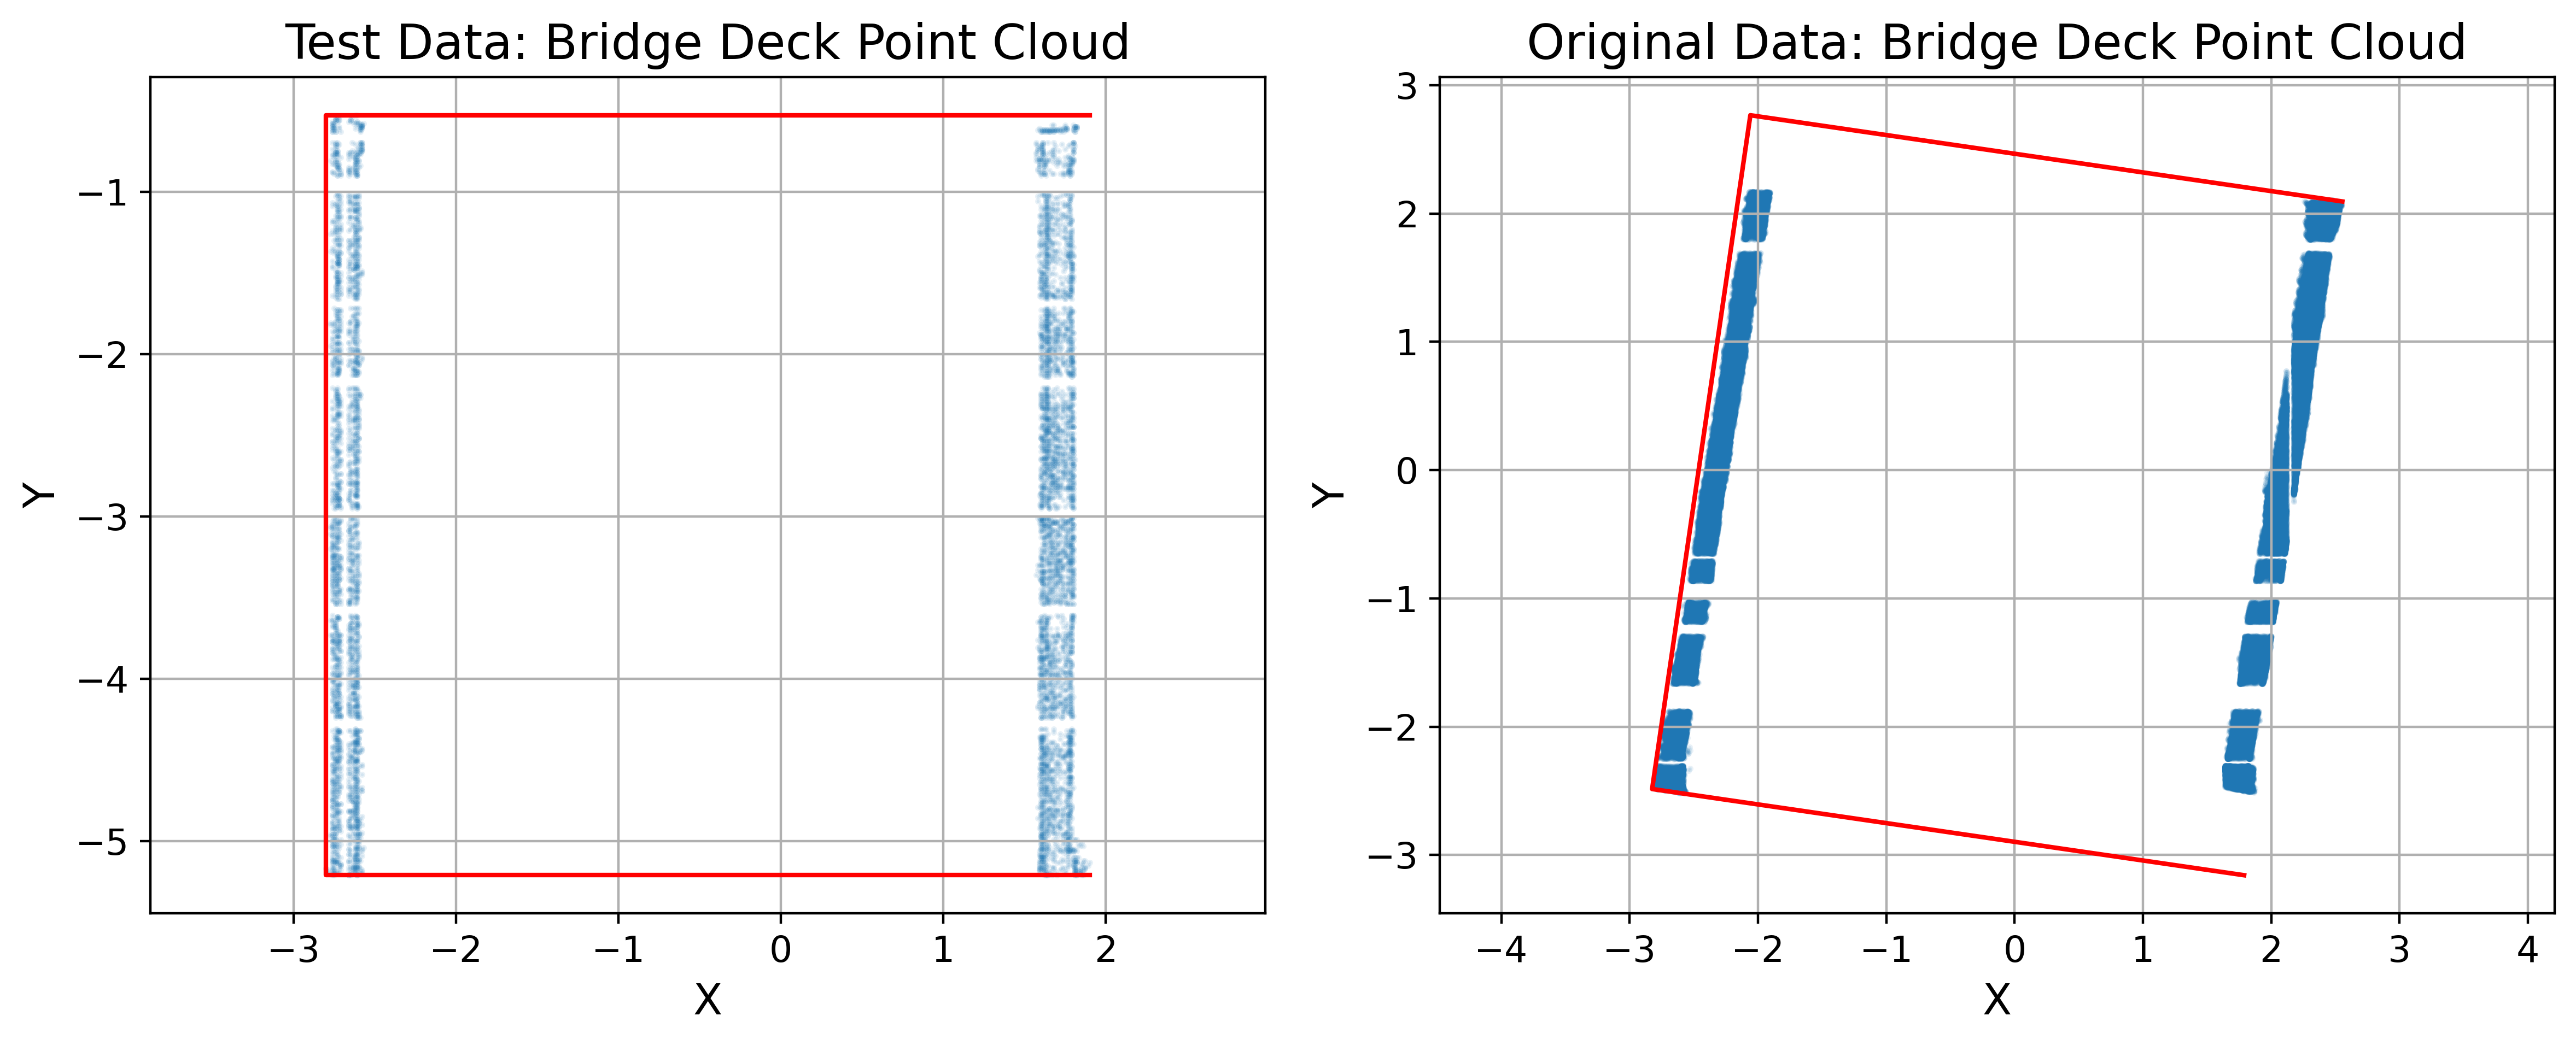 Test Data: Bridge Deck Point Cloud
−1
−2
−3
−4
−5
Y
−3 −2 −1 0 1 2
X
Original Data: Bridge Deck Point Cloud
3
2
1
0
−1
−2
−3
Y
−4 −3 −2 −1 0 1 2 3 4
X